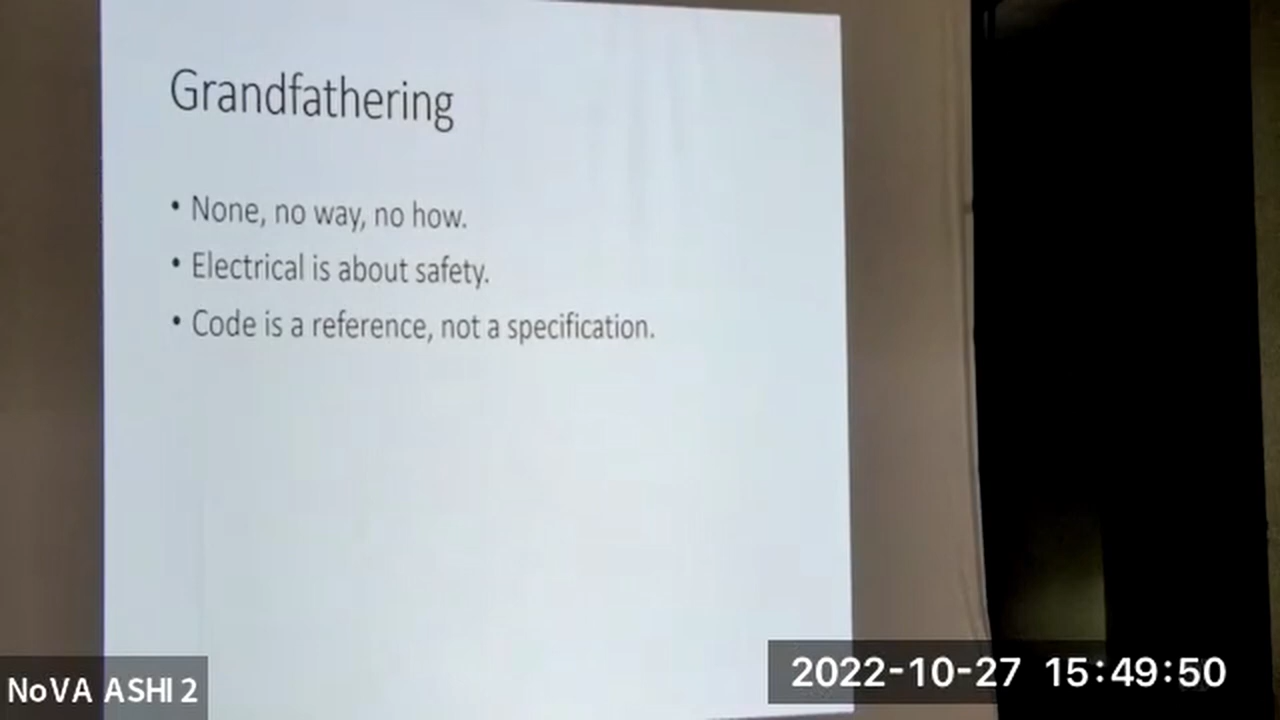 Grandfathering
• None, no way, no how.
• Electrical is about safety.
• Code is a reference, not a specification.
NoVA ASHI 2
2022-10-27 15:49:50